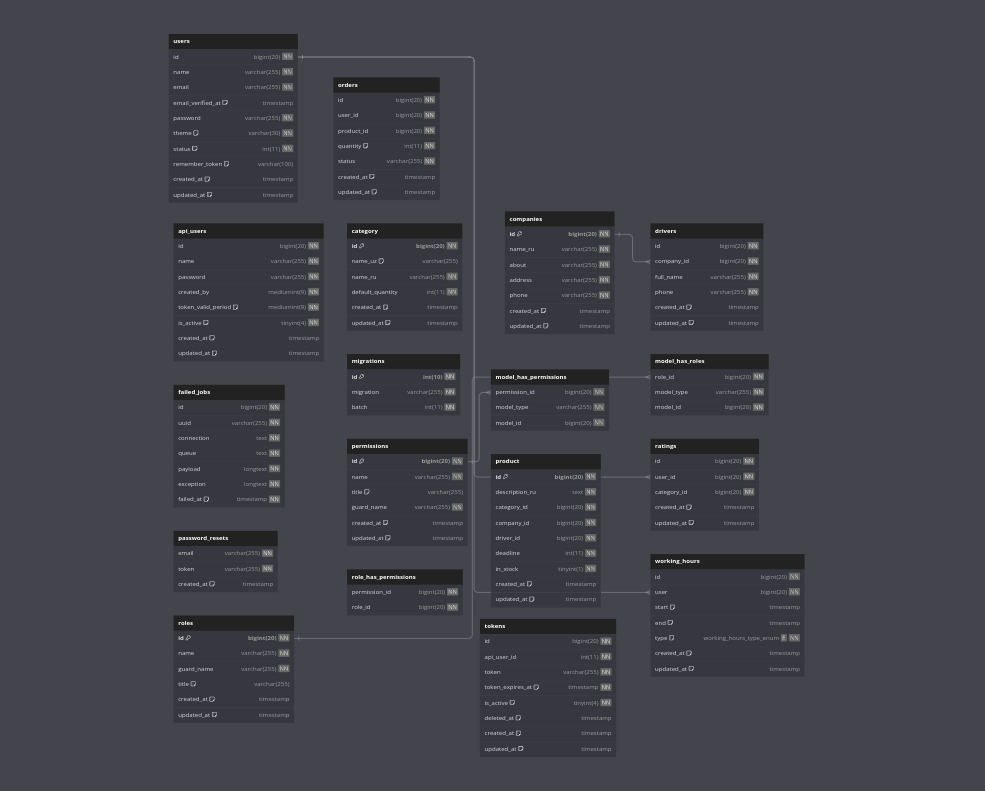 users
id bigint(20) NN
name varchar(255) NN
email varchar(255) NN
email_verified_at timestamp
password varchar(255) NN
theme varchar(30) NN
status int(11) NN
remember_token varchar(100)
created_at timestamp
updated_at timestamp
orders
id bigint(20) NN
user_id bigint(20) NN
product_id bigint(20) NN
quantity int(11) NN
status varchar(255) NN
created_at timestamp
updated_at timestamp
api_users
id bigint(20) NN
name varchar(255) NN
password varchar(255) NN
created_by mediumint(9) NN
token_valid_period mediumint(9) NN
is_active tinyint(4) NN
created_at timestamp
updated_at timestamp
category
id bigint(20) NN
name_uz varchar(255)
name_ru varchar(255) NN
default_quantity int(11) NN
created_at timestamp
updated_at timestamp
companies
id bigint(20) NN
name_ru varchar(255) NN
about varchar(255) NN
address varchar(255) NN
phone varchar(255) NN
created_at timestamp
updated_at timestamp
drivers
id bigint(20) NN
company_id bigint(20) NN
full_name varchar(255) NN
phone varchar(255) NN
created_at timestamp
updated_at timestamp
migrations
id int(10) NN
migration varchar(255) NN
batch int(11) NN
model_has_permissions
permission_id bigint(20) NN
model_type varchar(255) NN
model_id bigint(20) NN
model_has_roles
role_id bigint(20) NN
model_type varchar(255) NN
model_id bigint(20) NN
failed_jobs
id bigint(20) NN
uuid varchar(255) NN
connection text NN
queue text NN
payload longtext NN
exception longtext NN
failed_at timestamp NN
permissions
id bigint(20) NN
name varchar(255) NN
title varchar(255)
guard_name varchar(255) NN
created_at timestamp
updated_at timestamp
product
id bigint(20) NN
description_ru text NN
category_id bigint(20) NN
company_id bigint(20) NN
driver_id bigint(20) NN
deadline int(11) NN
in_stock tinyint(1) NN
created_at timestamp
updated_at timestamp
ratings
id bigint(20) NN
user_id bigint(20) NN
category_id bigint(20) NN
created_at timestamp
updated_at timestamp
password_resets
email varchar(255) NN
token varchar(255) NN
created_at timestamp
role_has_permissions
permission_id bigint(20) NN
role_id bigint(20) NN
working_hours
id bigint(20) NN
user bigint(20) NN
start timestamp
end timestamp
type working_hours_type_enum E NN
created_at timestamp
updated_at timestamp
roles
id bigint(20) NN
name varchar(255) NN
guard_name varchar(255) NN
title varchar(255)
created_at timestamp
updated_at timestamp
tokens
id bigint(20) NN
api_user_id int(11) NN
token varchar(255) NN
token_expires_at timestamp NN
is_active tinyint(4) NN
deleted_at timestamp
created_at timestamp
updated_at timestamp